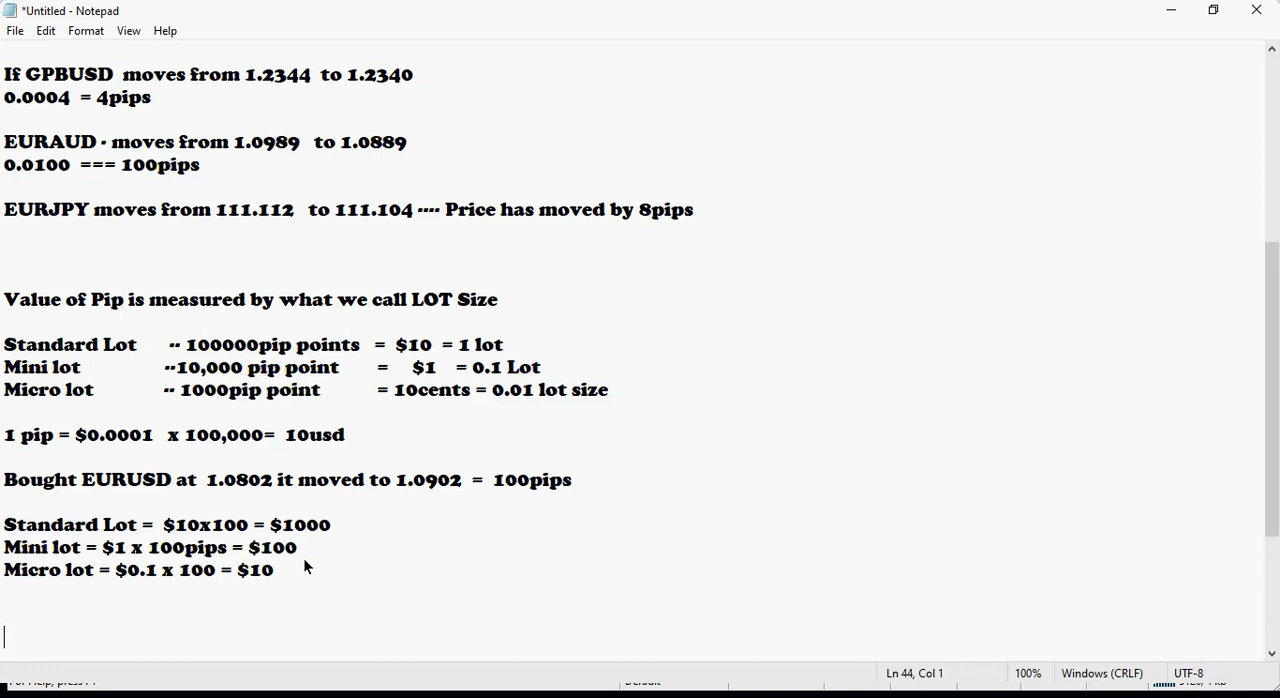 *Untitled - Notepad
File Edit Format View Help
If GPBUSD moves from 1.2344 to 1.2340
0.0004 = 4pips
EURAUD - moves from 1.0989 to 1.0889
0.0100 === 100pips
EURJPY moves from 111.112 to 111.104 ---- Price has moved by 8pips
Value of Pip is measured by what we call LOT Size
Standard Lot -- 100000pip points = $10 = 1 lot
Mini lot --10,000 pip point = $1 = 0.1 Lot
Micro lot -- 1000pip point = 10cents = 0.01 lot size
1 pip = $0.0001 x 100,000= 10usd
Bought EURUSD at 1.0802 it moved to 1.0902 = 100pips
Standard Lot = $10x100 = $1000
Mini lot = $1 x 100pips = $100
Micro lot = $0.1 x 100 = $10
Ln 44, Col 1 100% Windows (CRLF) UTF-8